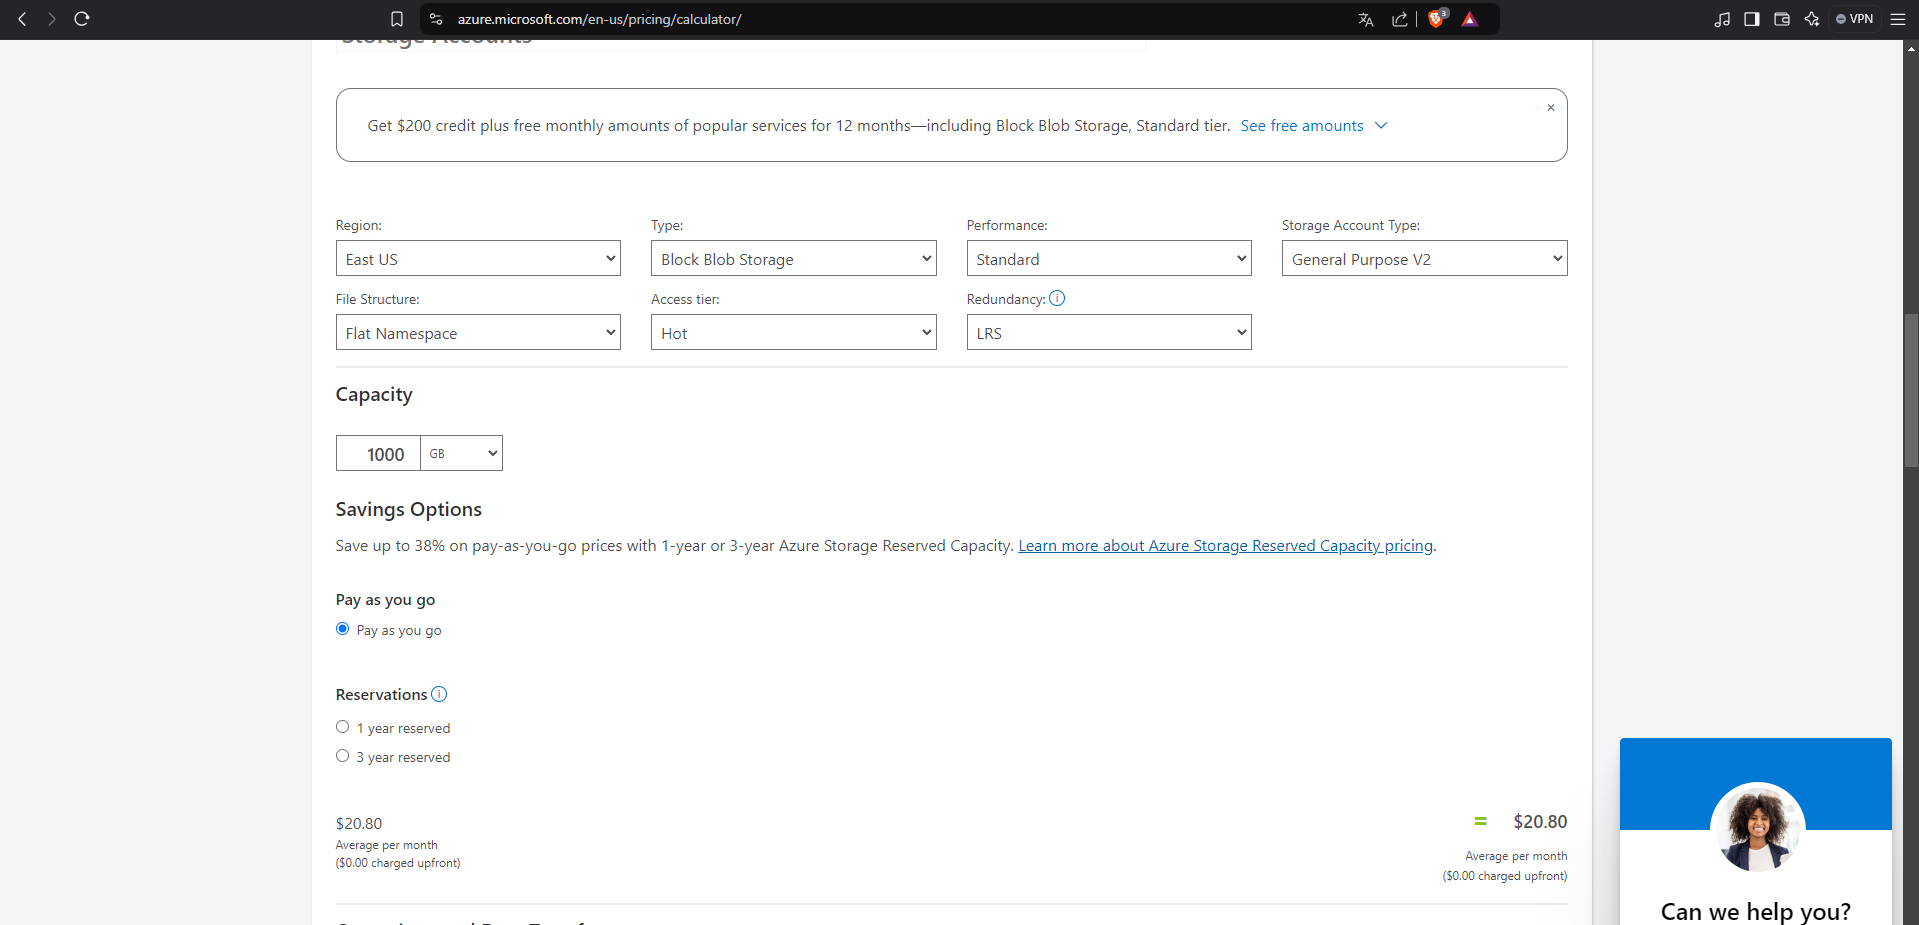 azure.microsoft.com/en-us/pricing/calculator/
3
VPN
Storage Accounts
Get $200 credit plus free monthly amounts of popular services for 12 months—including Block Blob Storage, Standard tier. See free amounts
Region:
Type:
Performance:
Storage Account Type:
East US
Block Blob Storage
Standard
General Purpose V2
File Structure:
Access tier:
Redundancy:
Flat Namespace
Hot
LRS
Capacity
1000 GB
Savings Options
Save up to 38% on pay-as-you-go prices with 1-year or 3-year Azure Storage Reserved Capacity. Learn more about Azure Storage Reserved Capacity pricing.
Pay as you go
Pay as you go
Reservations
1 year reserved
3 year reserved
$20.80
Average per month
($0.00 charged upfront)
= $20.80
Average per month
($0.00 charged upfront)
Can we help you?